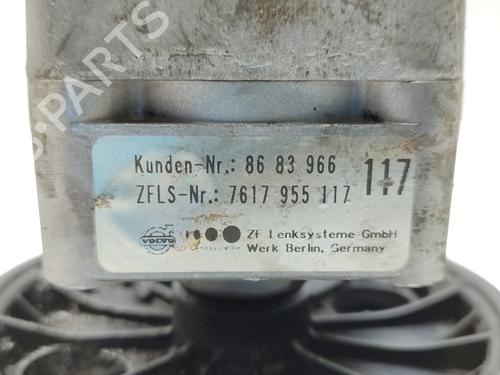 B-PARTS
Kunden-Nr.: 86 83 966
ZFLS-Nr.: 7617 955 117 117
VOLVO ZF Lenksysteme GmbH
Werk Berlin, Germany